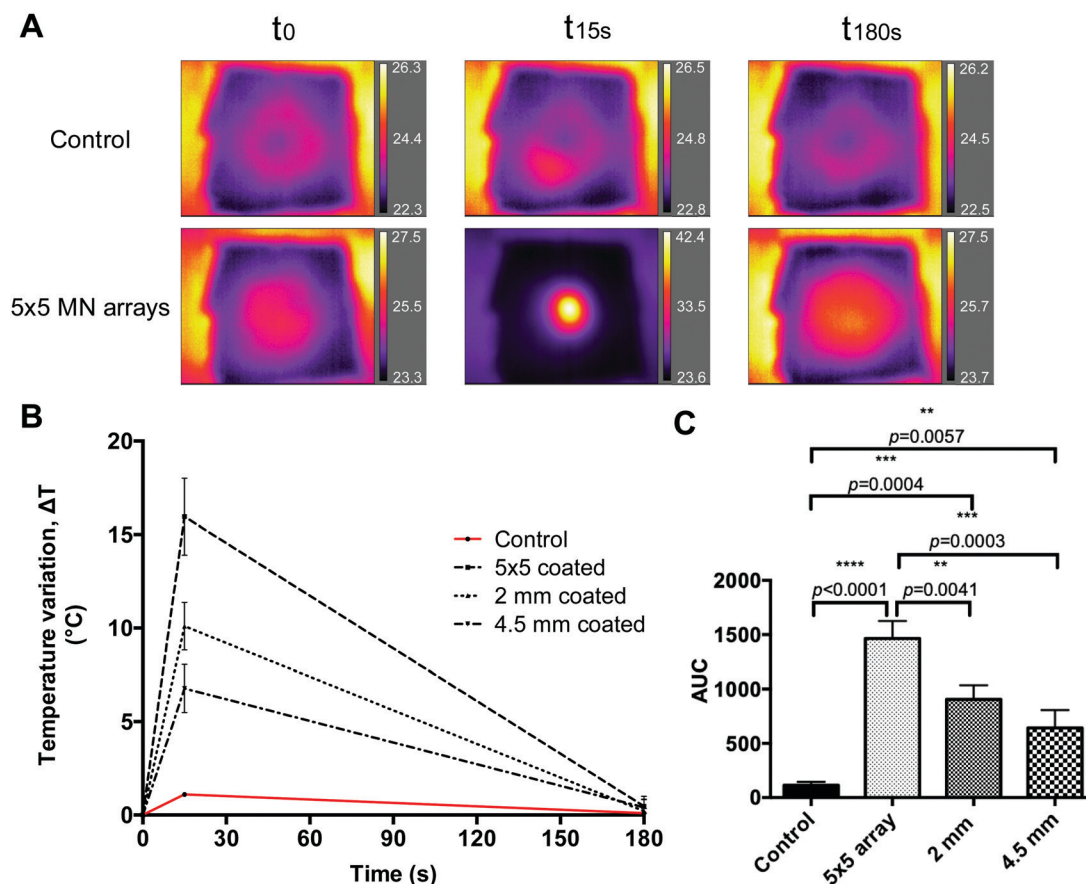 A
t0 t15s t180s
Control
26.3
24.4
22.3
26.5
24.8
22.8
26.2
24.5
22.5
5x5 MN arrays
27.5
25.5
23.3
42.4
33.5
23.6
27.5
25.7
23.7
B
Temperature variation, ΔT
(°C)
20
15
10
5
0
0 30 60 90 120 150 180
Time (s)
Control
5x5 coated
2 mm coated
4.5 mm coated
C
**
p=0.0057
***
p=0.0004
***
p=0.0003
**** **
p<0.0001 p=0.0041
AUC
2000
1500
1000
500
0
Control 5x5 array 2 mm 4.5 mm